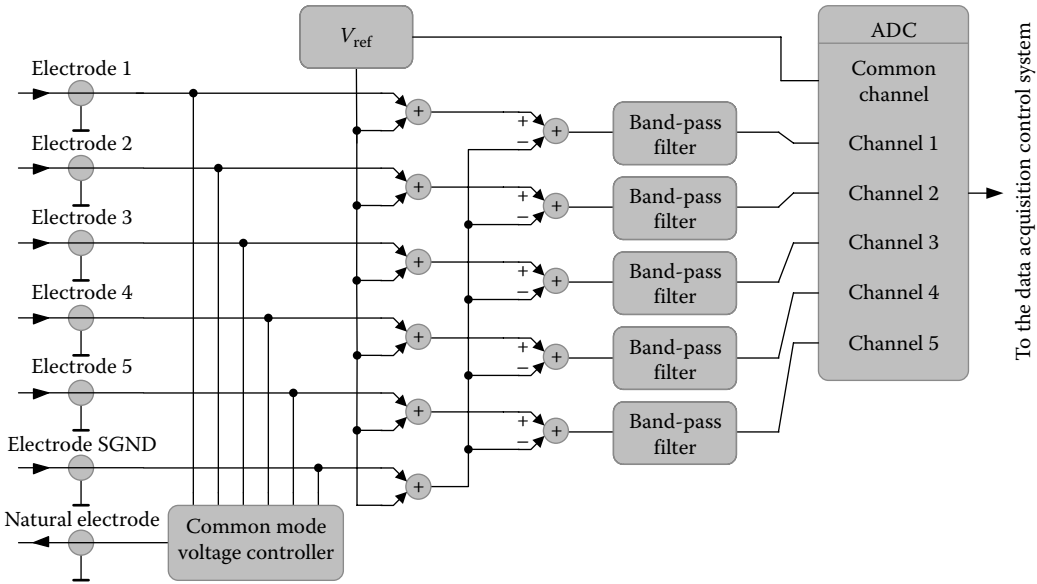 V_ref
ADC
Common
channel
Channel 1
Channel 2
Channel 3
Channel 4
Channel 5
To the data acquisition control system
Electrode 1
Electrode 2
Electrode 3
Electrode 4
Electrode 5
Electrode SGND
Natural electrode
+
+
+
+
+
+
+
−
+
+
−
+
+
−
+
+
−
+
+
−
+
Band-pass
filter
Band-pass
filter
Band-pass
filter
Band-pass
filter
Band-pass
filter
Common mode
voltage controller